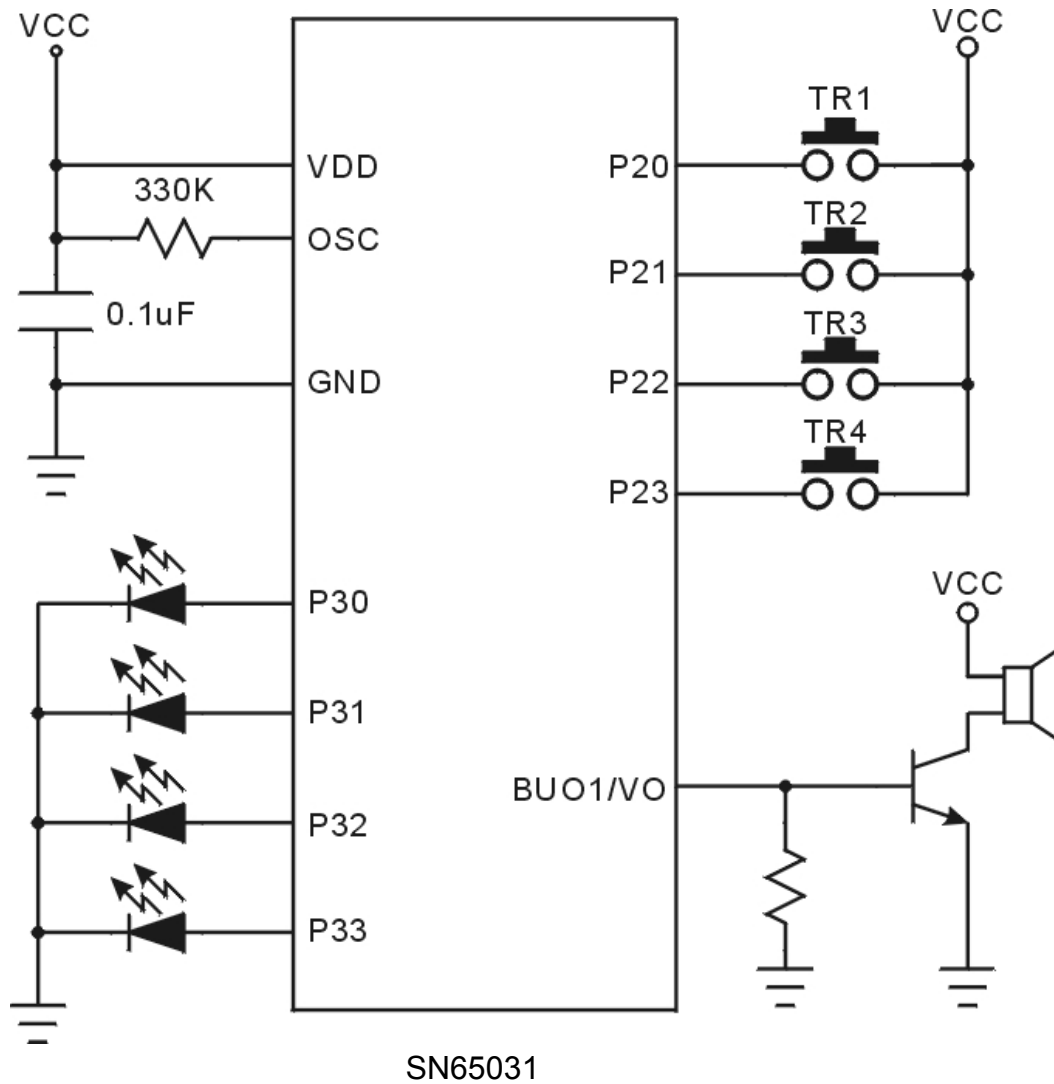 VCC
VDD
330K
OSC
0.1uF
GND
P30
P31
P32
P33
VCC
TR1
P20
TR2
P21
TR3
P22
TR4
P23
VCC
BUO1/VO
SN65031